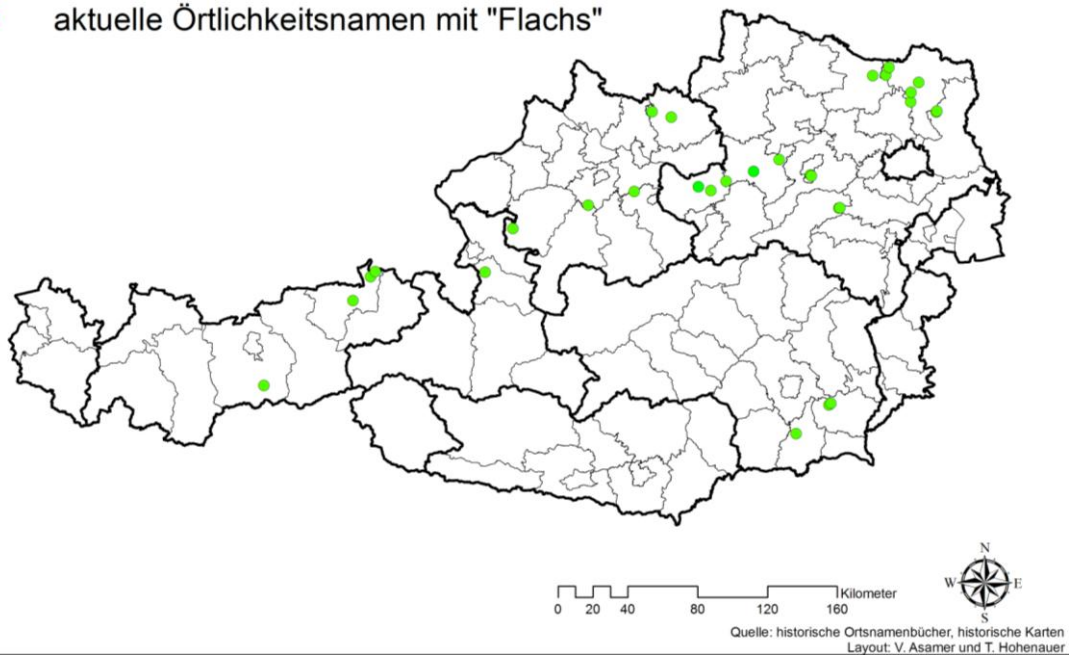 aktuelle Örtlichkeitsnamen mit "Flachs"
N
W E
S
Kilometer
0 20 40 80 120 160
Quelle: historische Ortsnamenbücher, historische Karten
Layout: V. Asamer und T. Hohenauer